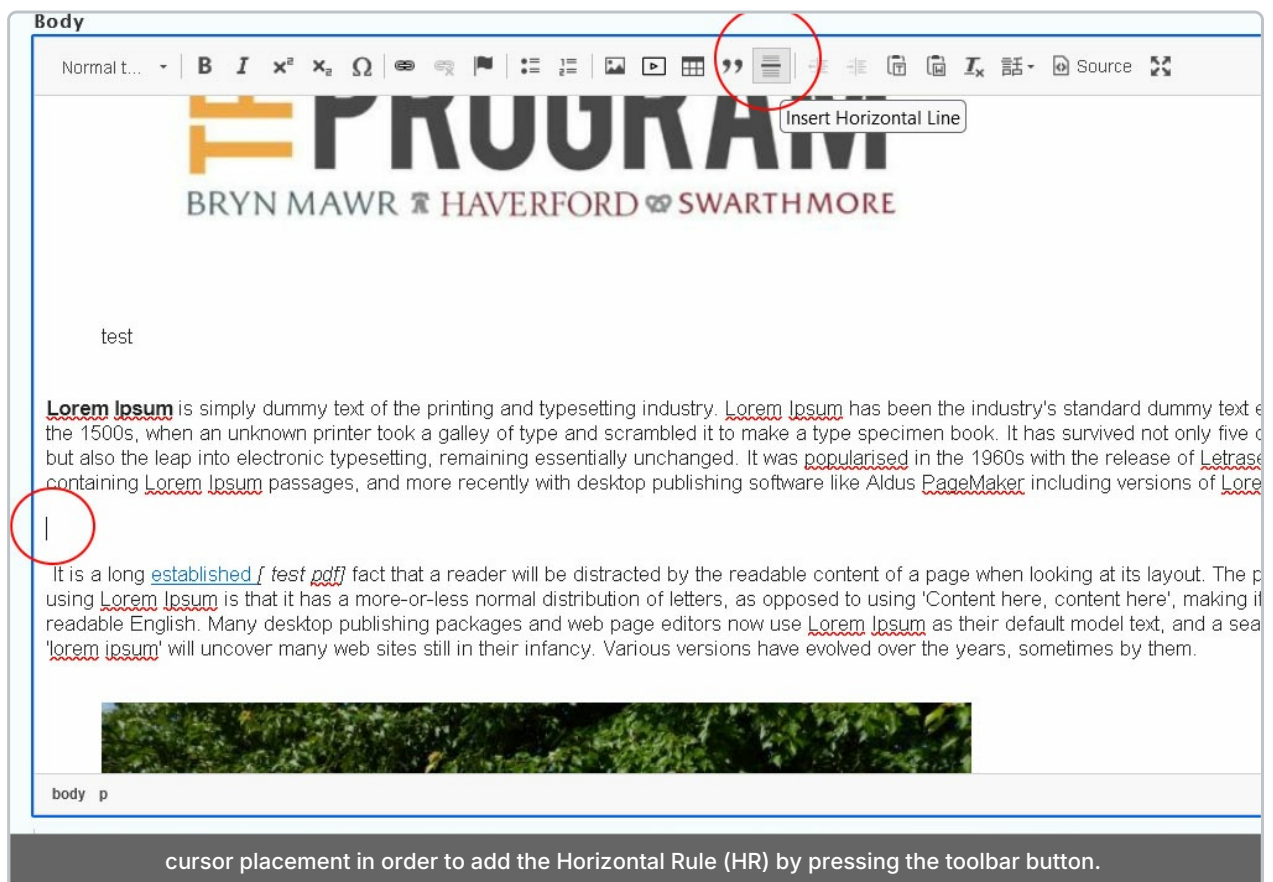 Body
Normal t...
B I x² x₂ Ω
話
Source
Insert Horizontal Line
PROGRAM
BRYN MAWR HAVERFORD SWARTHMORE
test
Lorem Ipsum is simply dummy text of the printing and typesetting industry. Lorem Ipsum has been the industry's standard dummy text e
the 1500s, when an unknown printer took a galley of type and scrambled it to make a type specimen book. It has survived not only five c
but also the leap into electronic typesetting, remaining essentially unchanged. It was popularised in the 1960s with the release of Letrase
containing Lorem Ipsum passages, and more recently with desktop publishing software like Aldus PageMaker including versions of Lore
It is a long established [ test pdf] fact that a reader will be distracted by the readable content of a page when looking at its layout. The p
using Lorem Ipsum is that it has a more-or-less normal distribution of letters, as opposed to using 'Content here, content here', making it
readable English. Many desktop publishing packages and web page editors now use Lorem Ipsum as their default model text, and a sea
'lorem ipsum' will uncover many web sites still in their infancy. Various versions have evolved over the years, sometimes by them.
body p
cursor placement in order to add the Horizontal Rule (HR) by pressing the toolbar button.